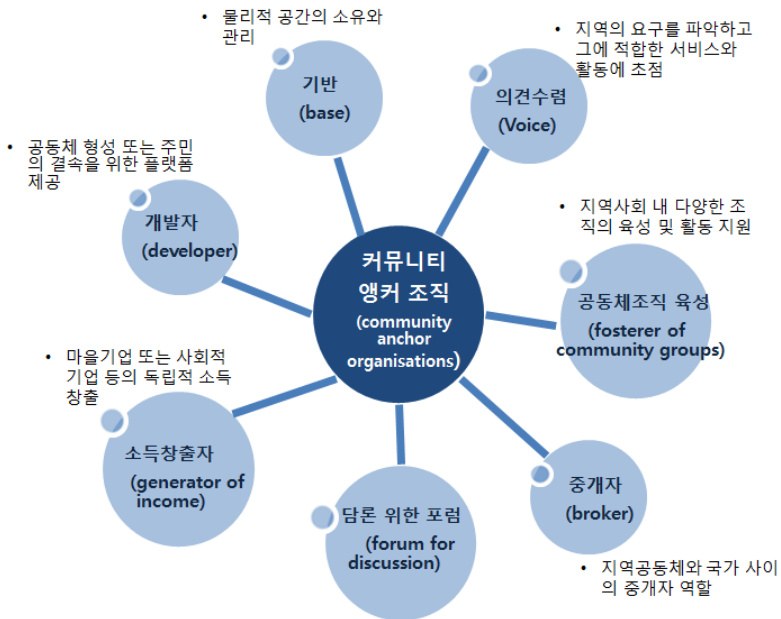 • 물리적 공간의 소유와
관리
기반
(base)
• 지역의 요구를 파악하고
그에 적합한 서비스와
활동에 초점
의견수렴
(Voice)
• 공동체 형성 또는 주민
의 결속을 위한 플랫폼
제공
개발자
(developer)
• 지역사회 내 다양한 조
직의 육성 및 활동 지원
공동체조직 육성
(fosterer of
community groups)
커뮤니티
앵커 조직
(community
anchor
organisations)
• 마을기업 또는 사회적
기업 등의 독립적 소득
창출
소득창출자
(generator of
income)
담론 위한 포럼
(forum for
discussion)
중개자
(broker)
• 지역공동체와 국가 사이
의 중개자 역할